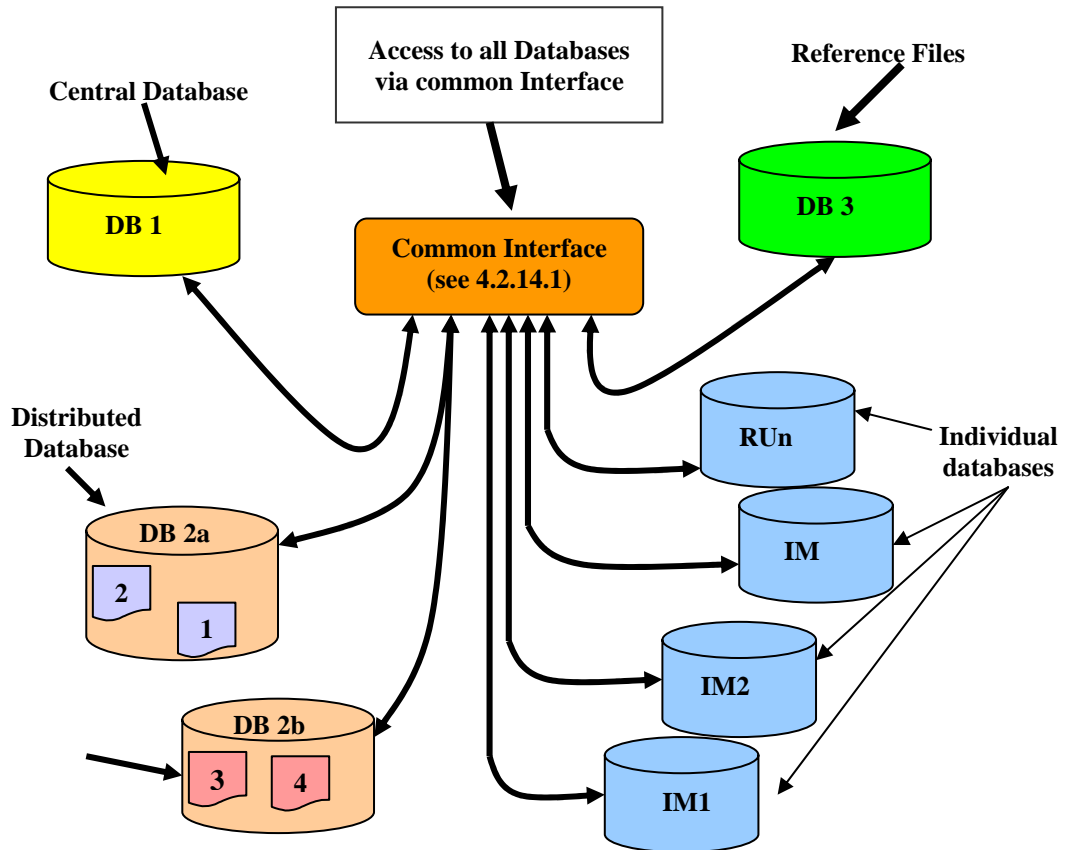 Access to all Databases
via common Interface
Reference Files
Central Database
DB 1
DB 3
Common Interface
(see 4.2.14.1)
Distributed
Database
RUn
Individual
databases
DB 2a
2
1
IM
IM2
DB 2b
3
4
IM1